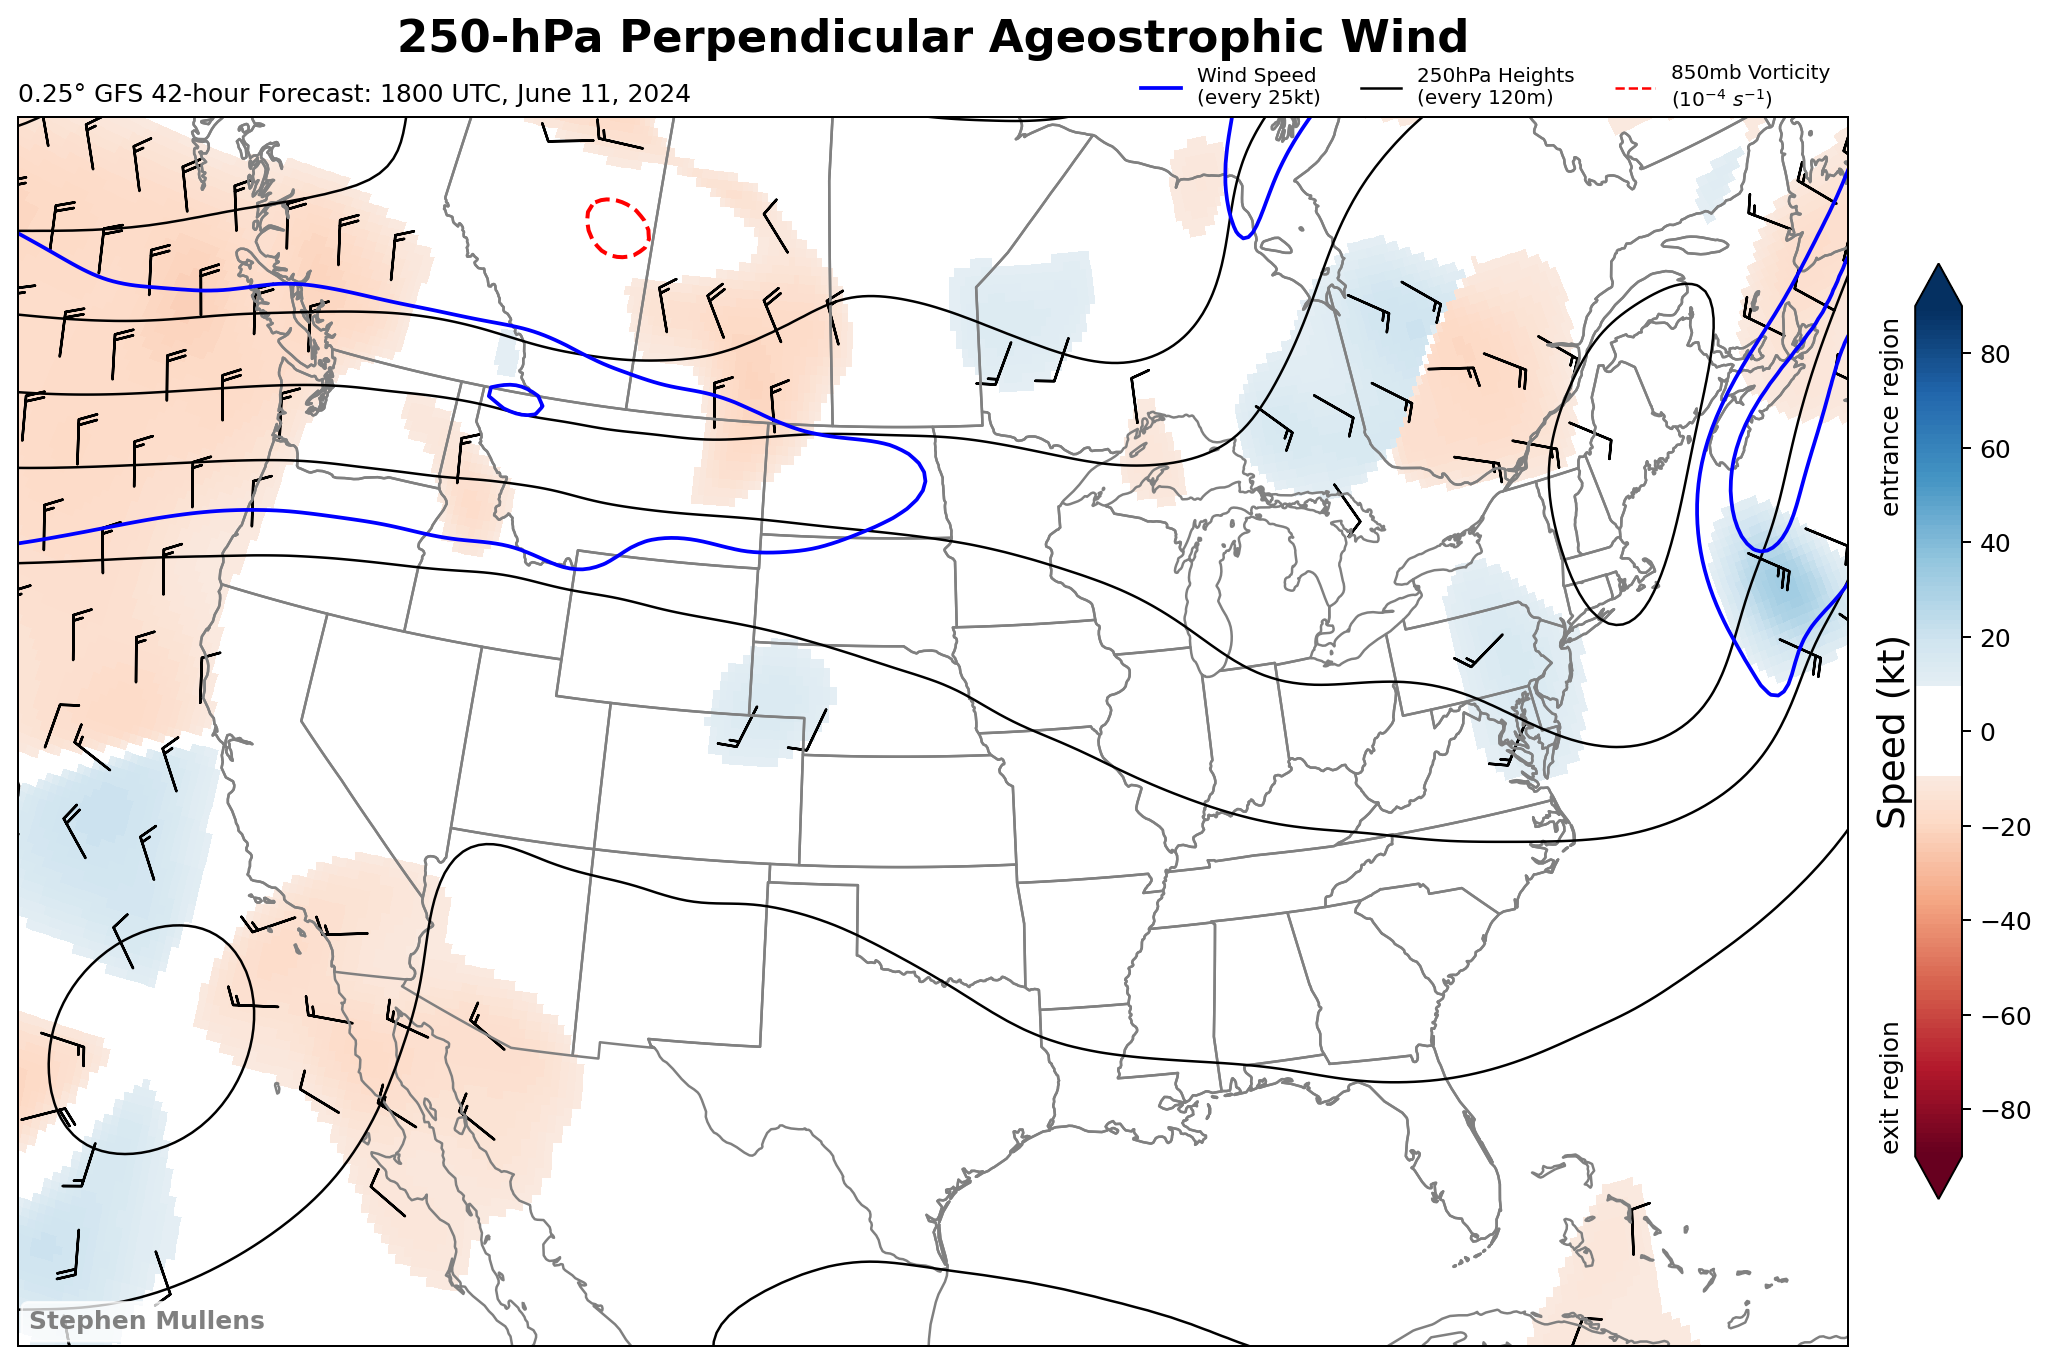 250-hPa Perpendicular Ageostrophic Wind
0.25° GFS 42-hour Forecast: 1800 UTC, June 11, 2024
Wind Speed
(every 25kt)
250hPa Heights
(every 120m)
850mb Vorticity
(10⁻⁴ s⁻¹)
entrance region
Speed (kt)
exit region
80
60
40
20
0
−20
−40
−60
−80
Stephen Mullens